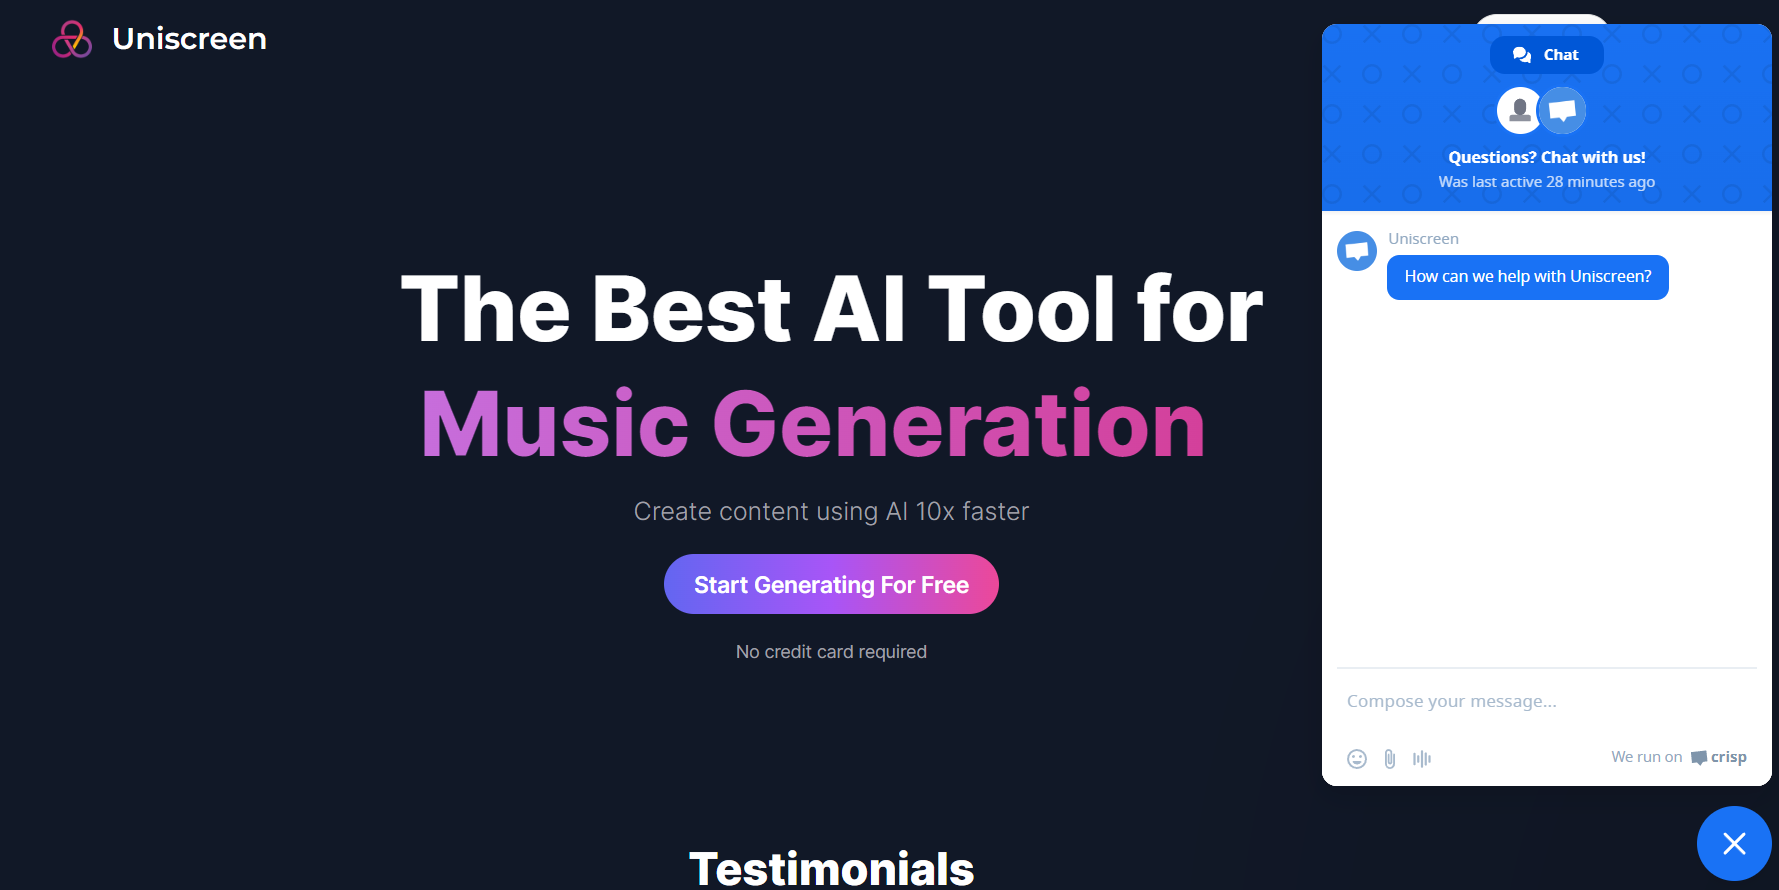 Uniscreen
The Best AI Tool for
Music Generation
Create content using AI 10x faster
Start Generating For Free
No credit card required
Testimonials
Chat
Questions? Chat with us!
Was last active 28 minutes ago
Uniscreen
How can we help with Uniscreen?
Compose your message...
We run on crisp